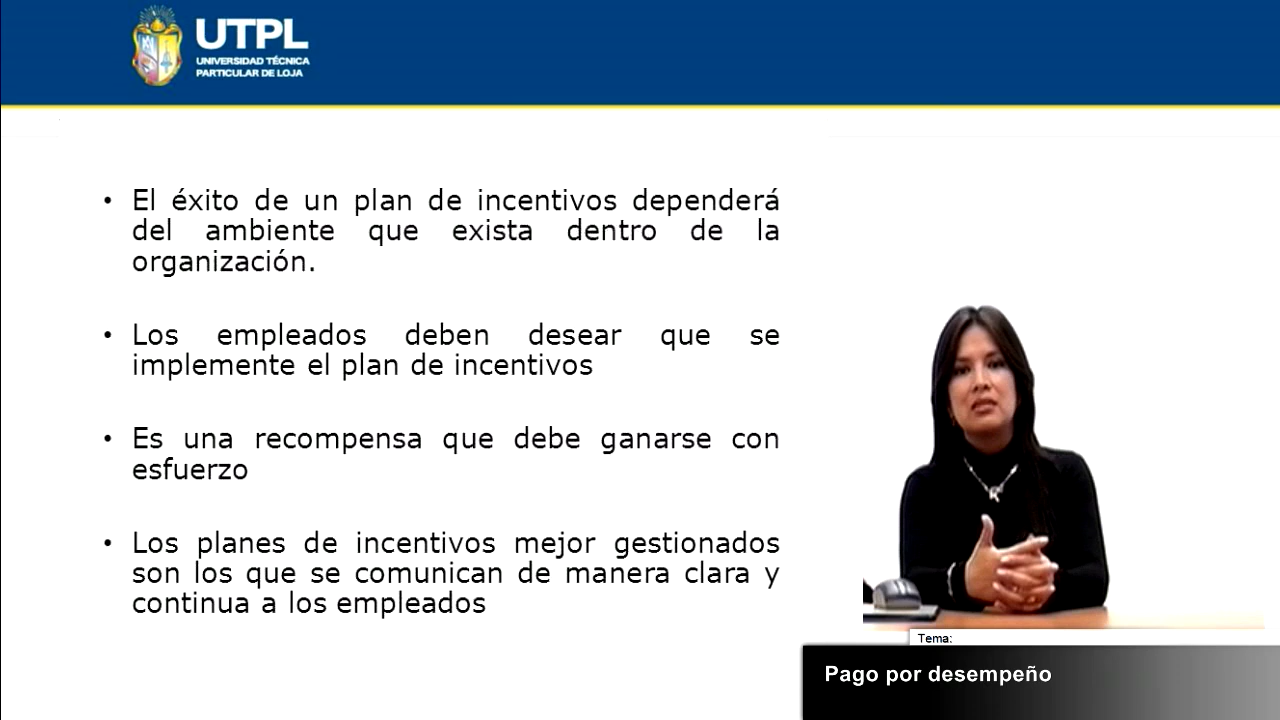 UTPL
UNIVERSIDAD TÉCNICA
PARTICULAR DE LOJA
• El éxito de un plan de incentivos dependerá
del ambiente que exista dentro de la
organización.
• Los empleados deben desear que se
implemente el plan de incentivos
• Es una recompensa que debe ganarse con
esfuerzo
• Los planes de incentivos mejor gestionados
son los que se comunican de manera clara y
continua a los empleados
Tema:
Pago por desempeño